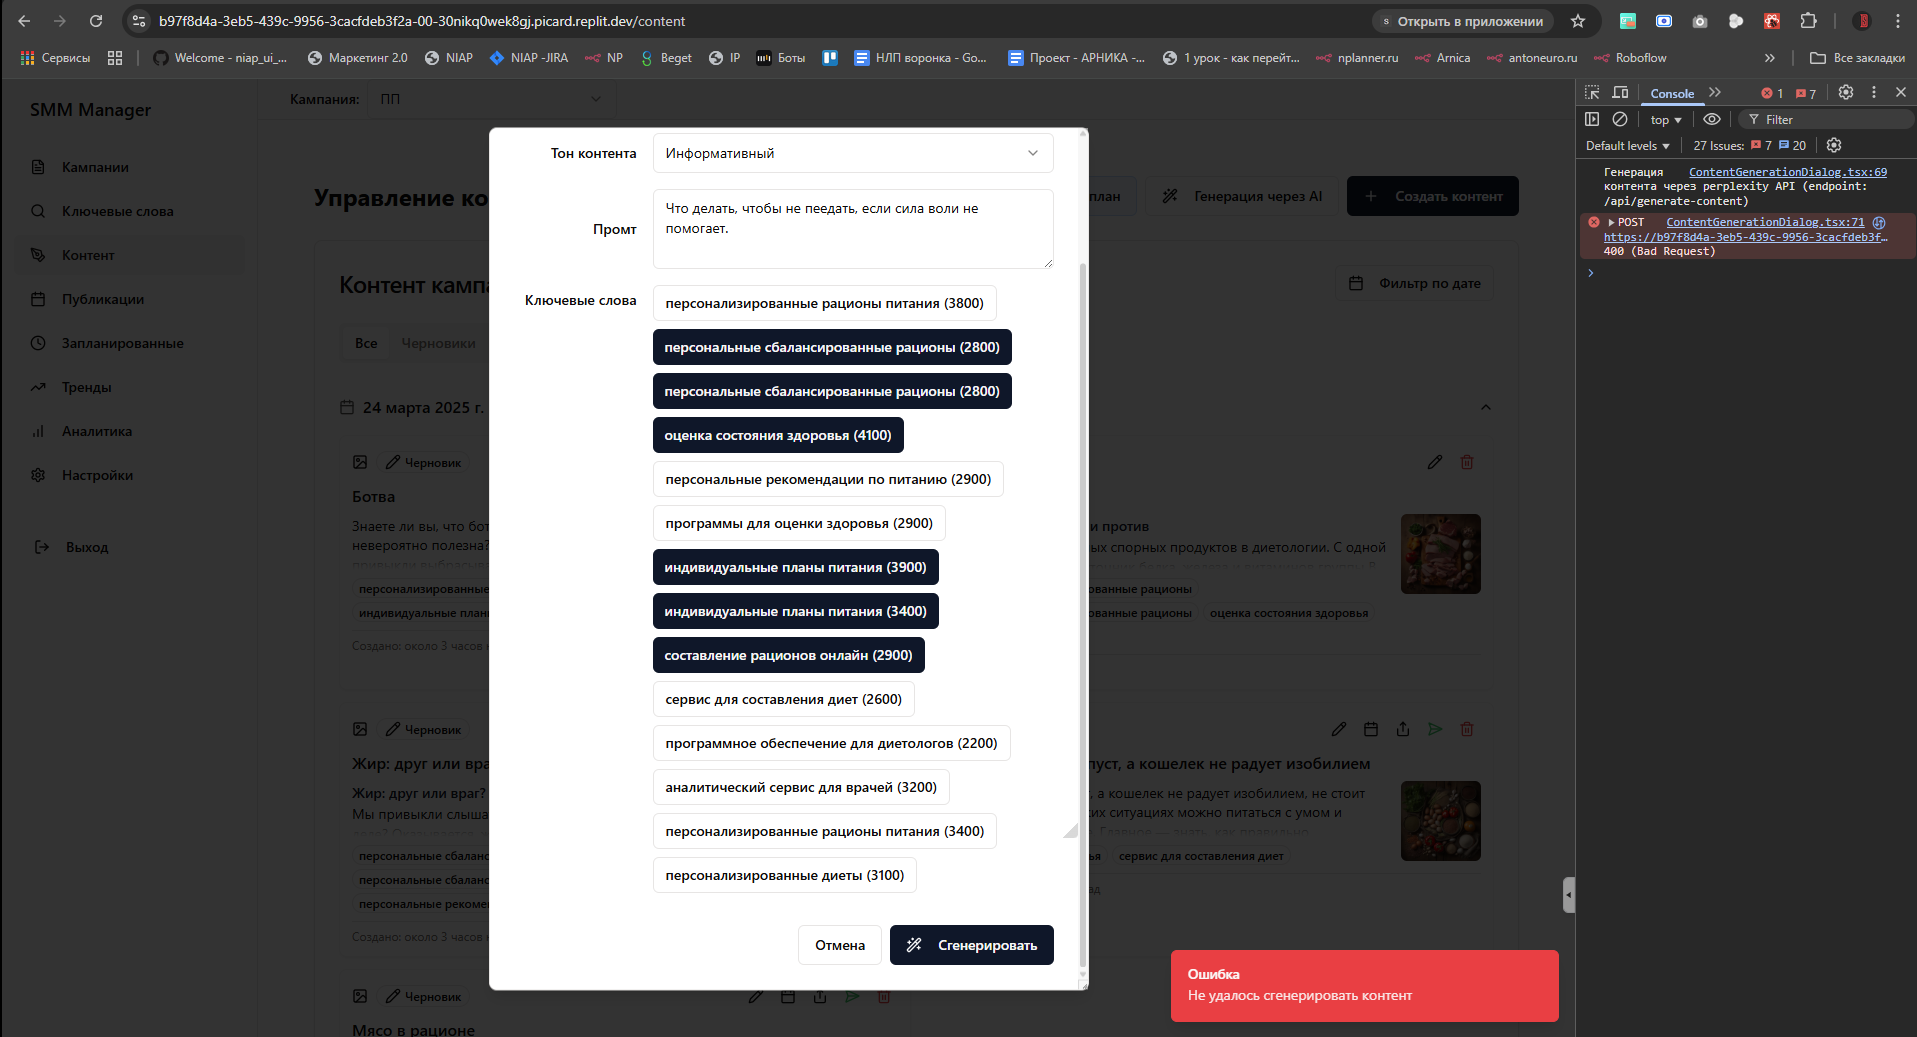 b97f8d4a-3eb5-439c-9956-3cacfdeb3f2a-00-30nikq0wek8gj.picard.replit.dev/content
Открыть в приложении
Сервисы
Welcome - niap_ui_...
Маркетинг 2.0
NIAP
NIAP -JIRA
NP
Beget
IP
Боты
НЛП воронка - Go...
Проект - АРНИКА -...
1 урок - как перейт...
nplanner.ru
Arnica
antoneuro.ru
Roboflow
Все закладки
SMM Manager
Кампании
Ключевые слова
Контент
Публикации
Запланированные
Тренды
Аналитика
Настройки
Выход
Кампания:
ПП
Управление ко
план
Генерация через AI
Создать контент
Контент кампа
Фильтр по дате
Все
Черновики
24 марта 2025 г.
Черновик
Ботва
Знаете ли вы, что бот
невероятно полезна?
персонализированные
индивидуальные план
Создано: около 3 часов н
и против
ых спорных продуктов в диетологии. С одной
ованные рационы
ованные рационы
оценка состояния здоровья
Черновик
Жир: друг или вра
Жир: друг или враг?
Мы привыкли слыша
персональные сбаланс
персональные сбаланс
персональные рекомен
Создано: около 3 часов н
пуст, а кошелек не радует изобилием
, а кошелек не радует изобилием, не стоит
ких ситуациях можно питаться с умом и
ья
сервис для составления диет
ад
Черновик
Мясо в рационе
Тон контента
Информативный
Промт
Что делать, чтобы не пеедать, если сила воли не
помогает.
Ключевые слова
персонализированные рационы питания (3800)
персональные сбалансированные рационы (2800)
персональные сбалансированные рационы (2800)
оценка состояния здоровья (4100)
персональные рекомендации по питанию (2900)
программы для оценки здоровья (2900)
индивидуальные планы питания (3900)
индивидуальные планы питания (3400)
составление рационов онлайн (2900)
сервис для составления диет (2600)
программное обеспечение для диетологов (2200)
аналитический сервис для врачей (3200)
персонализированные рационы питания (3400)
персонализированные диеты (3100)
Отмена
Сгенерировать
Ошибка
Не удалось сгенерировать контент
Console
1
7
top
Filter
Default levels
27 Issues:
7
20
Генерация ContentGenerationDialog.tsx:69
контента через perplexity API (endpoint:
/api/generate-content)
POST ContentGenerationDialog.tsx:71
https://b97f8d4a-3eb5-439c-9956-3cacfdeb3f…
400 (Bad Request)